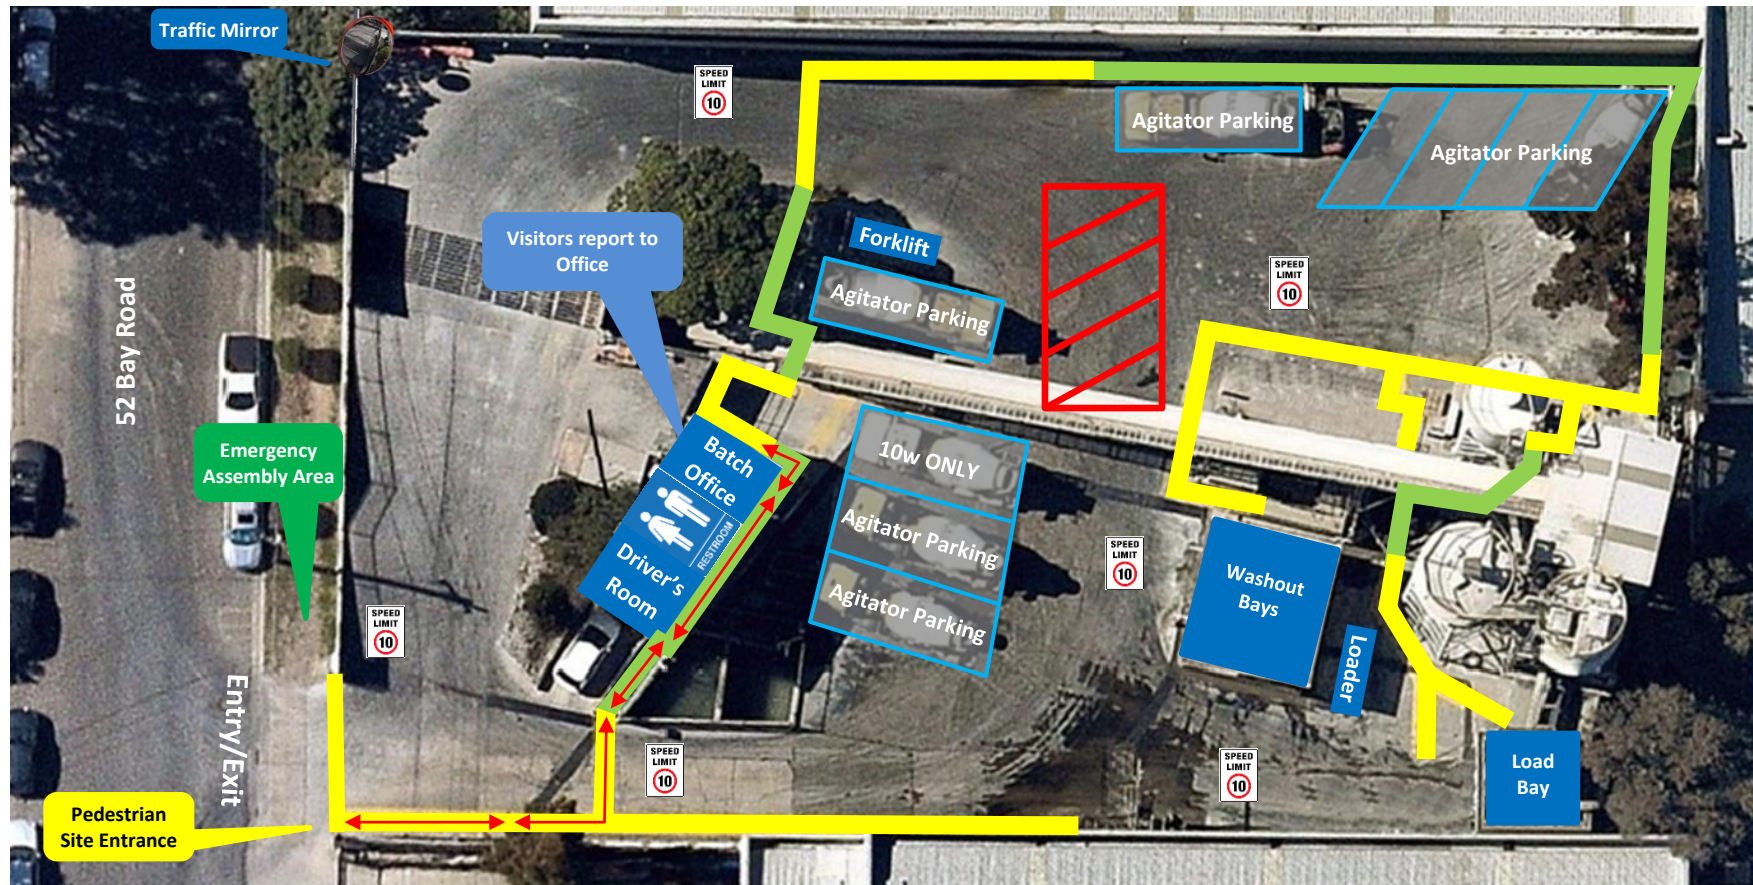 Traffic Mirror
SPEED
LIMIT
10
Agitator Parking
Agitator Parking
Visitors report to
Office
Forklift
SPEED
LIMIT
10
Agitator Parking
52 Bay Road
Emergency
Assembly Area
Batch
Office
RESTROOM
Driver's
Room
10w ONLY
Agitator Parking
Agitator Parking
SPEED
LIMIT
10
Washout
Bays
SPEED
LIMIT
10
Loader
Entry/Exit
SPEED
LIMIT
10
SPEED
LIMIT
10
Load
Bay
Pedestrian
Site Entrance